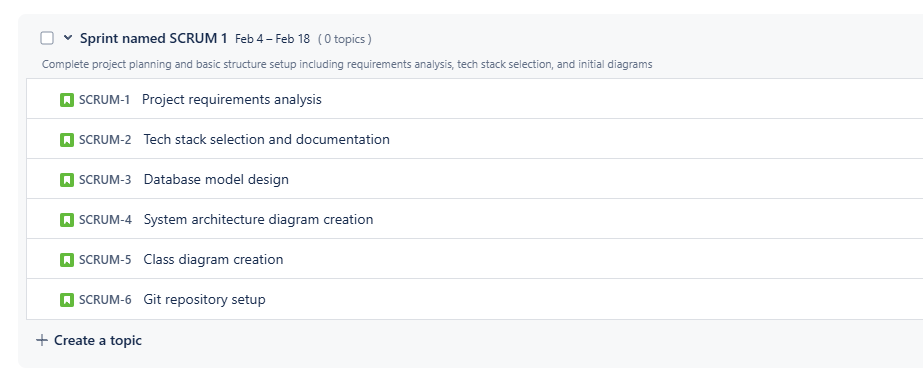 Sprint named SCRUM 1 Feb 4 – Feb 18 ( 0 topics )
Complete project planning and basic structure setup including requirements analysis, tech stack selection, and initial diagrams
SCRUM-1 Project requirements analysis
SCRUM-2 Tech stack selection and documentation
SCRUM-3 Database model design
SCRUM-4 System architecture diagram creation
SCRUM-5 Class diagram creation
SCRUM-6 Git repository setup
+ Create a topic